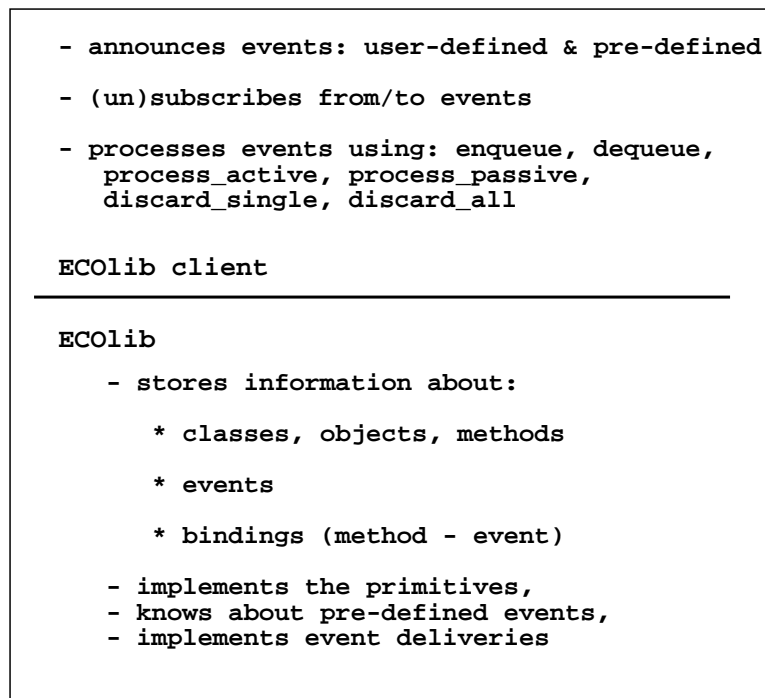 - announces events: user-defined & pre-defined
- (un)subscribes from/to events
- processes events using: enqueue, dequeue,
process_active, process_passive,
discard_single, discard_all
ECOlib client
ECOlib
- stores information about:
* classes, objects, methods
* events
* bindings (method - event)
- implements the primitives,
- knows about pre-defined events,
- implements event deliveries